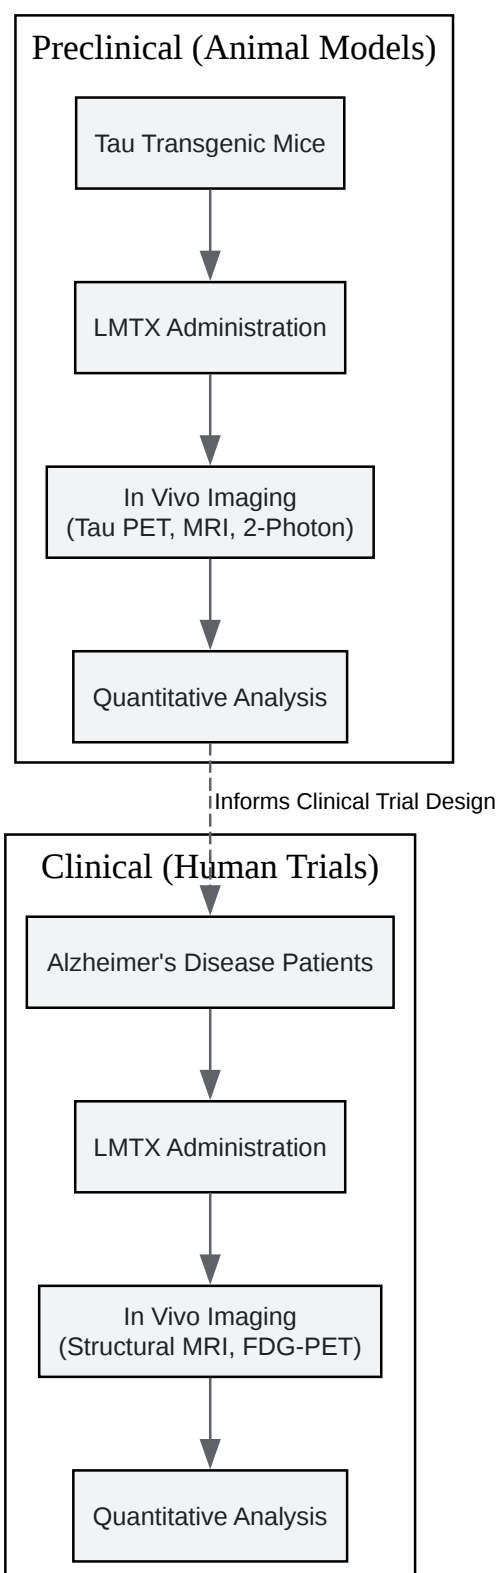 Preclinical (Animal Models)
Tau Transgenic Mice
LMTX Administration
In Vivo Imaging
(Tau PET, MRI, 2-Photon)
Quantitative Analysis
Informs Clinical Trial Design
Clinical (Human Trials)
Alzheimer's Disease Patients
LMTX Administration
In Vivo Imaging
(Structural MRI, FDG-PET)
Quantitative Analysis